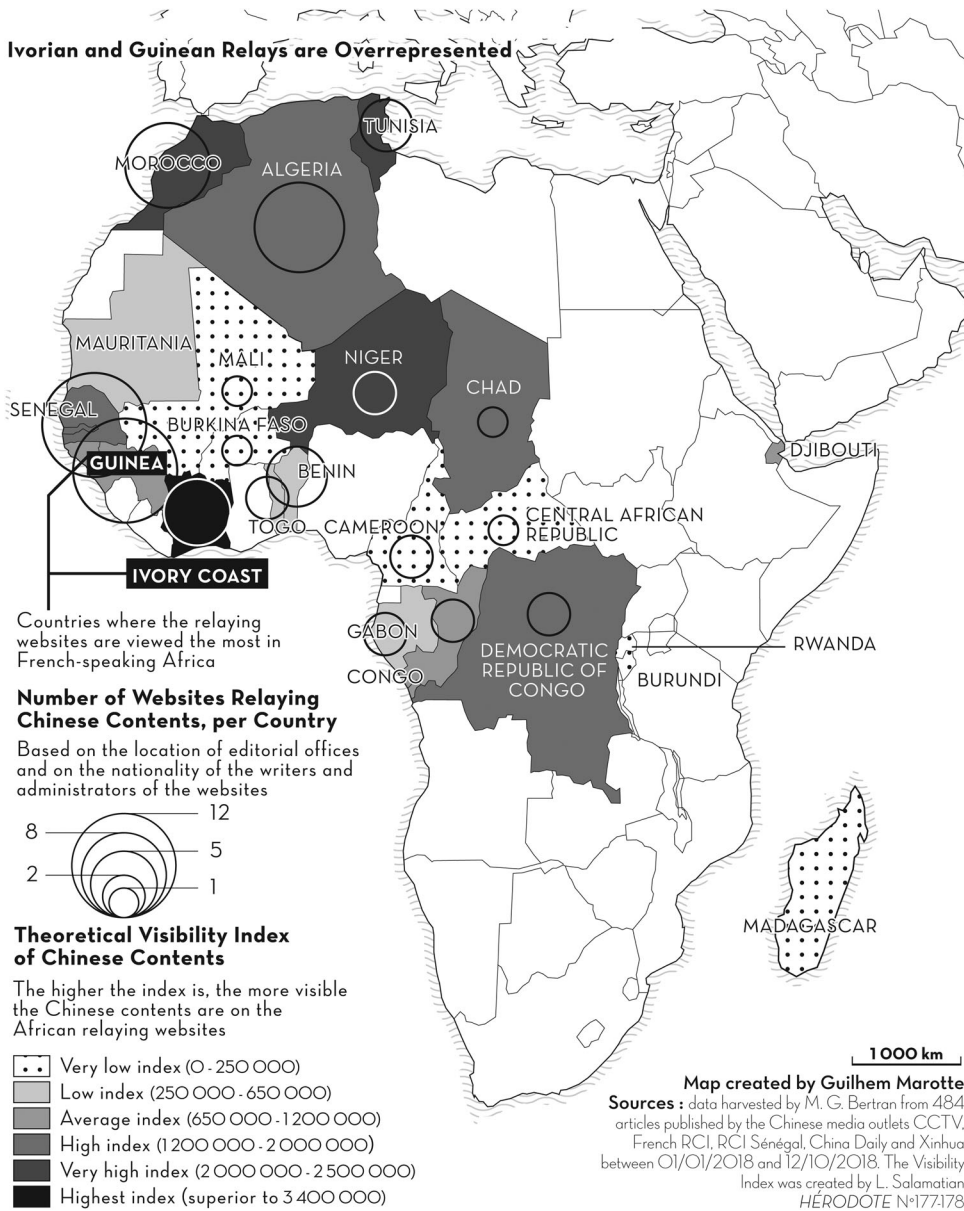 Ivorian and Guinean Relays are Overrepresented
TUNISIA
MOROCCO
ALGERIA
MAURITANIA
MALI
NIGER
CHAD
SENEGAL
BURKINA FASO
DJIBOUTI
GUINEA
BENIN
TOGO
CAMEROON
CENTRAL AFRICAN
REPUBLIC
IVORY COAST
Countries where the relaying
websites are viewed the most in
French-speaking Africa
GABON
CONGO
DEMOCRATIC
REPUBLIC OF
CONGO
RWANDA
BURUNDI
Number of Websites Relaying
Chinese Contents, per Country
Based on the location of editorial offices
and on the nationality of the writers and
administrators of the websites
12
8
5
2
1
MADAGASCAR
Theoretical Visibility Index
of Chinese Contents
The higher the index is, the more visible
the Chinese contents are on the
African relaying websites
Very low index (0 - 250 000)
Low index (250 000 - 650 000)
Average index (650 000 - 1 200 000)
High index (1 200 000 - 2 000 000)
Very high index (2 000 000 - 2 500 000)
Highest index (superior to 3 400 000)
1 000 km
Map created by Guilhem Marotte
Sources : data harvested by M. G. Bertran from 484
articles published by the Chinese media outlets CCTV,
French RCI, RCI Sénégal, China Daily and Xinhua
between 01/01/2018 and 12/10/2018. The Visibility
Index was created by L. Salamatian
HÉRODOTE N°177-178